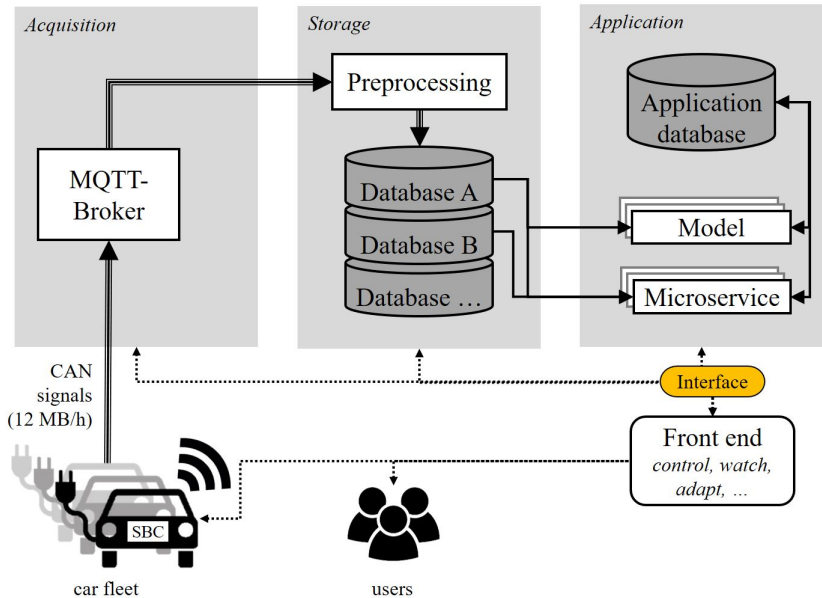 Acquisition
Storage
Application
MQTT-
Broker
Preprocessing
Database A
Database B
Database …
Application
database
Model
Microservice
CAN
signals
(12 MB/h)
Interface
Front end
control, watch,
adapt, …
SBC
car fleet
users